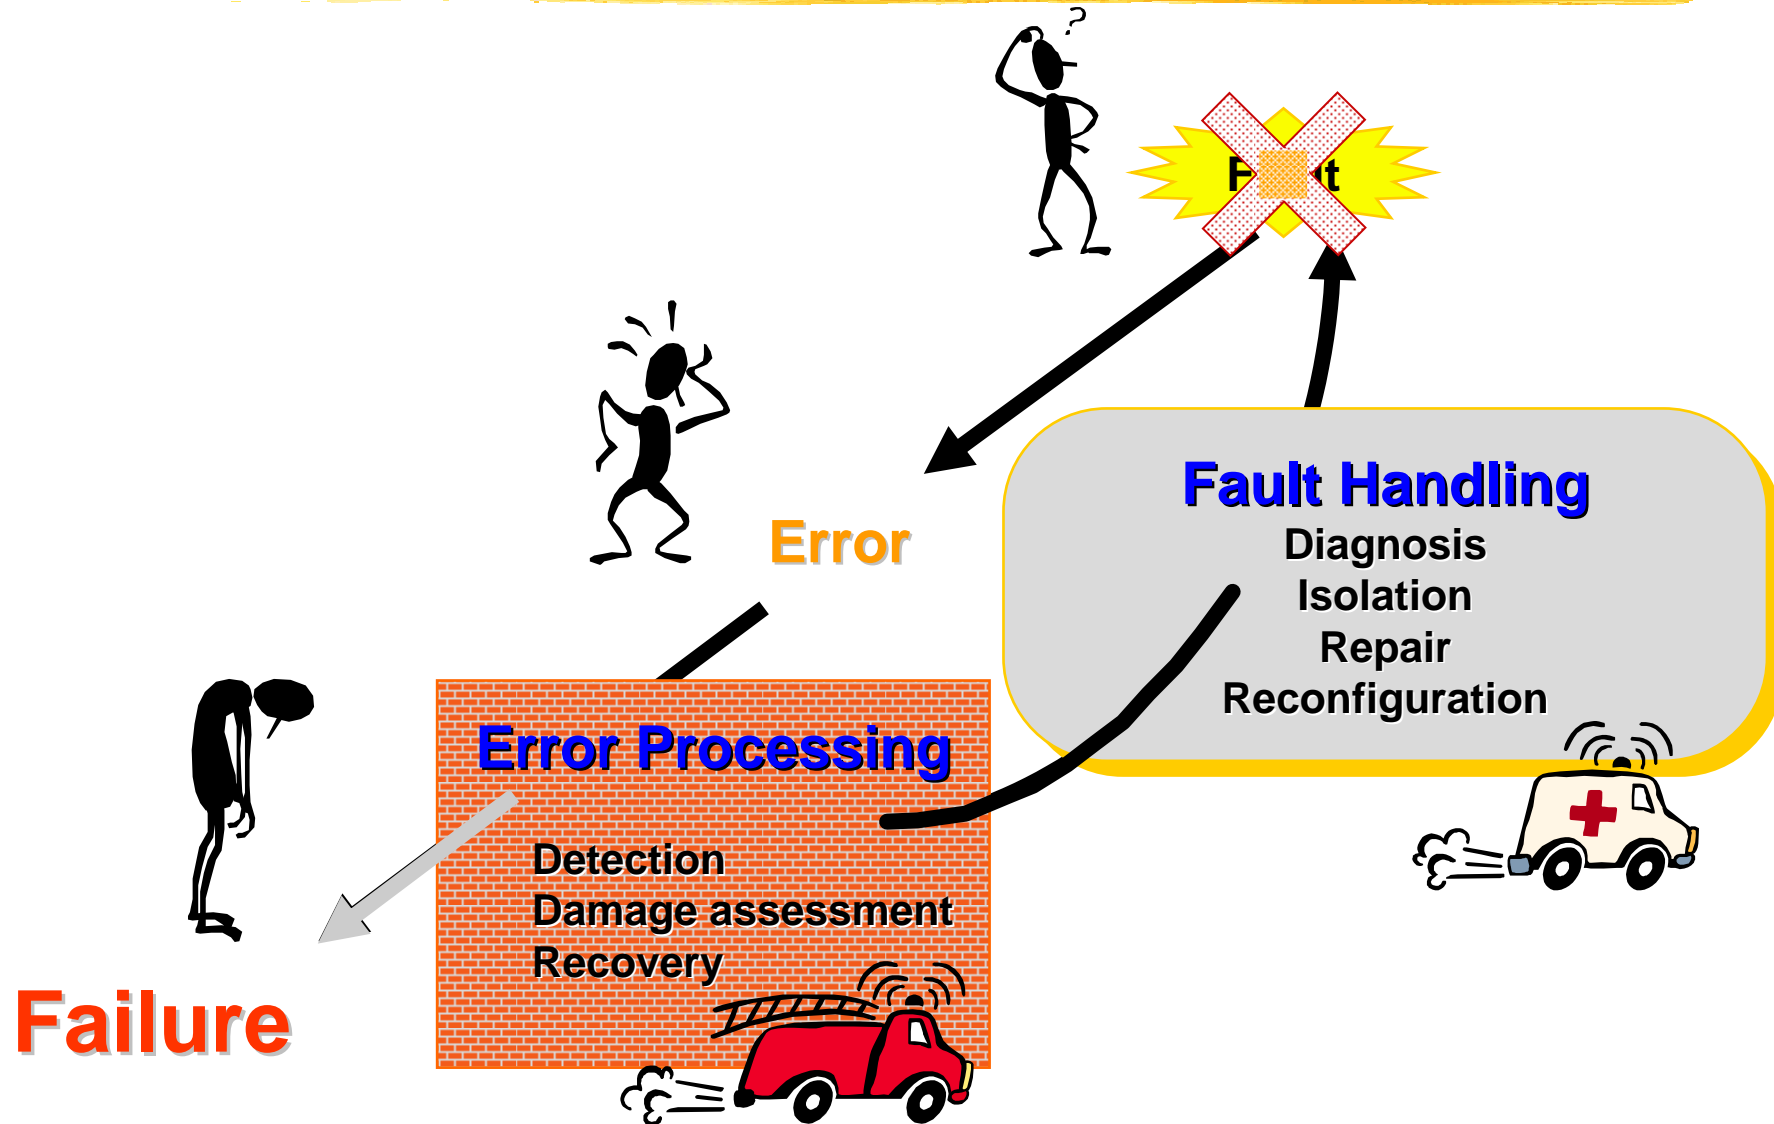 ?
Error
Fault Handling
Diagnosis
Isolation
Repair
Reconfiguration
Error Processing
Detection
Damage assessment
Recovery
Failure